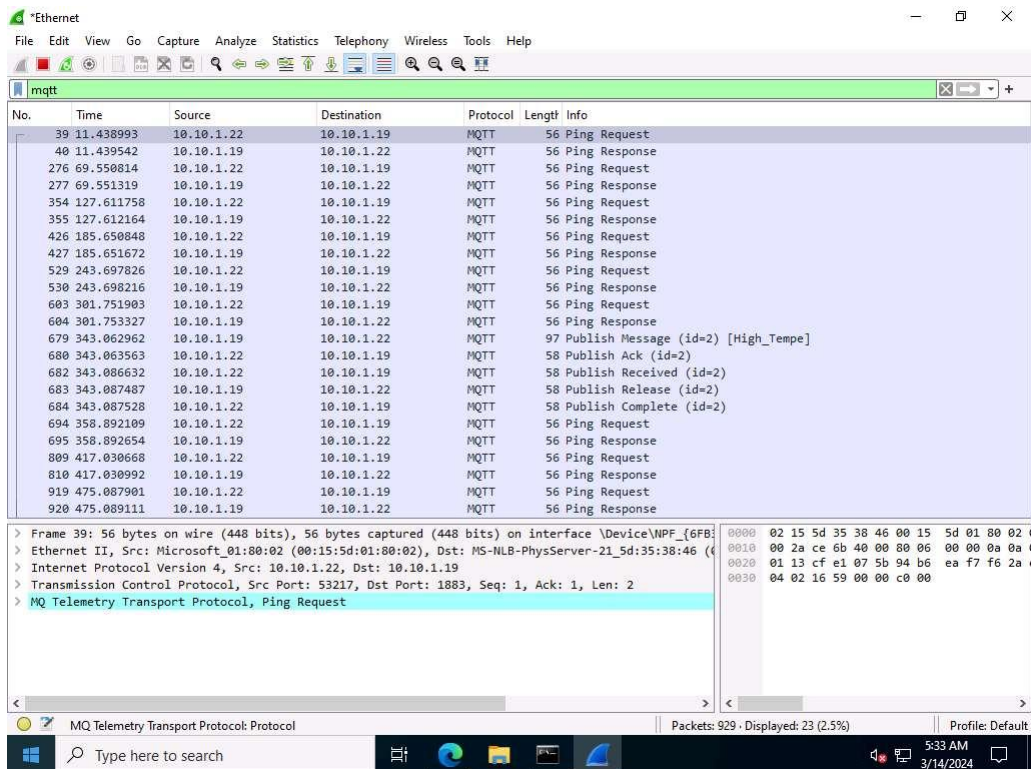 *Ethernet
File Edit View Go Capture Analyze Statistics Telephony Wireless Tools Help
mqtt
No. Time Source Destination Protocol Length Info
39 11.438993 10.10.1.22 10.10.1.19 MQTT 56 Ping Request
40 11.439542 10.10.1.19 10.10.1.22 MQTT 56 Ping Response
276 69.550814 10.10.1.22 10.10.1.19 MQTT 56 Ping Request
277 69.551319 10.10.1.19 10.10.1.22 MQTT 56 Ping Response
354 127.611758 10.10.1.22 10.10.1.19 MQTT 56 Ping Request
355 127.612164 10.10.1.19 10.10.1.22 MQTT 56 Ping Response
426 185.650848 10.10.1.22 10.10.1.19 MQTT 56 Ping Request
427 185.651672 10.10.1.19 10.10.1.22 MQTT 56 Ping Response
529 243.697826 10.10.1.22 10.10.1.19 MQTT 56 Ping Request
530 243.698216 10.10.1.19 10.10.1.22 MQTT 56 Ping Response
603 301.751903 10.10.1.22 10.10.1.19 MQTT 56 Ping Request
604 301.753327 10.10.1.19 10.10.1.22 MQTT 56 Ping Response
679 343.062962 10.10.1.19 10.10.1.22 MQTT 97 Publish Message (id=2) [High_Tempe]
680 343.063563 10.10.1.22 10.10.1.19 MQTT 58 Publish Ack (id=2)
682 343.086632 10.10.1.22 10.10.1.19 MQTT 58 Publish Received (id=2)
683 343.087487 10.10.1.19 10.10.1.22 MQTT 58 Publish Release (id=2)
684 343.087528 10.10.1.22 10.10.1.19 MQTT 58 Publish Complete (id=2)
694 358.892109 10.10.1.22 10.10.1.19 MQTT 56 Ping Request
695 358.892654 10.10.1.19 10.10.1.22 MQTT 56 Ping Response
809 417.030668 10.10.1.22 10.10.1.19 MQTT 56 Ping Request
810 417.030992 10.10.1.19 10.10.1.22 MQTT 56 Ping Response
919 475.087901 10.10.1.22 10.10.1.19 MQTT 56 Ping Request
920 475.089111 10.10.1.19 10.10.1.22 MQTT 56 Ping Response
> Frame 39: 56 bytes on wire (448 bits), 56 bytes captured (448 bits) on interface \Device\NPF_{6FB
> Ethernet II, Src: Microsoft_01:80:02 (00:15:5d:01:80:02), Dst: MS-NLB-PhysServer-21_5d:35:38:46 (
> Internet Protocol Version 4, Src: 10.10.1.22, Dst: 10.10.1.19
> Transmission Control Protocol, Src Port: 53217, Dst Port: 1883, Seq: 1, Ack: 1, Len: 2
> MQ Telemetry Transport Protocol, Ping Request
0000 02 15 5d 35 38 46 00 15 5d 01 80 02
0010 00 2a ce 6b 40 00 80 06 00 00 0a 0a
0020 01 13 cf e1 07 5b 94 b6 ea f7 f6 2a
0030 04 02 16 59 00 00 c0 00
MQ Telemetry Transport Protocol: Protocol
Packets: 929 · Displayed: 23 (2.5%)
Profile: Default
Type here to search
5:33 AM
3/14/2024